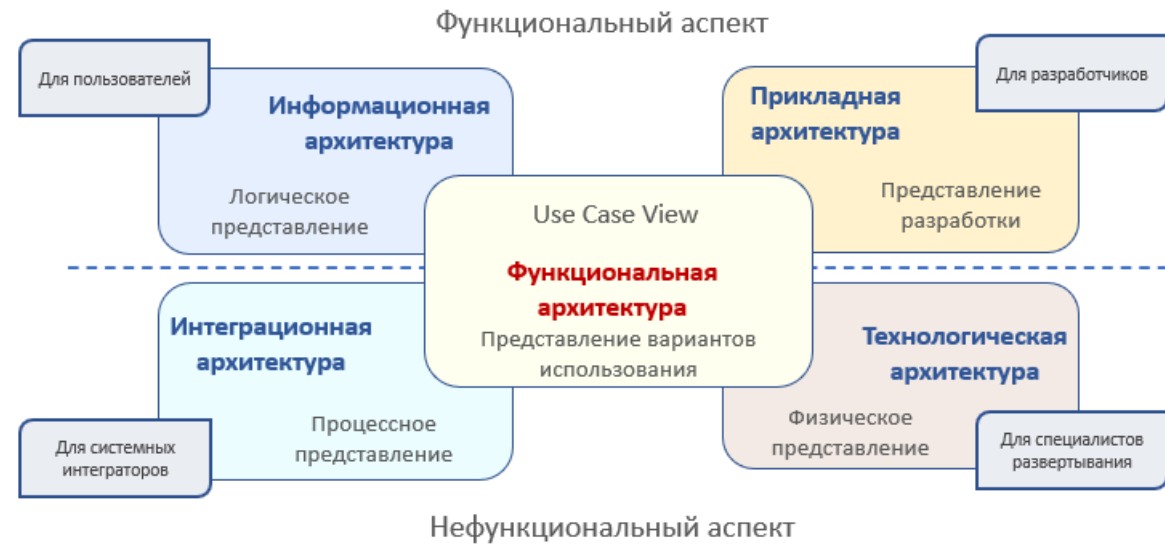 Функциональный аспект
Для пользователей
Информационная
архитектура
Логическое
представление
Для разработчиков
Прикладная
архитектура
Представление
разработки
Use Case View
Функциональная
архитектура
Представление вариантов
использования
Интеграционная
архитектура
Процессное
представление
Для системных
интеграторов
Технологическая
архитектура
Физическое
представление
Для специалистов
развертывания
Нефункциональный аспект